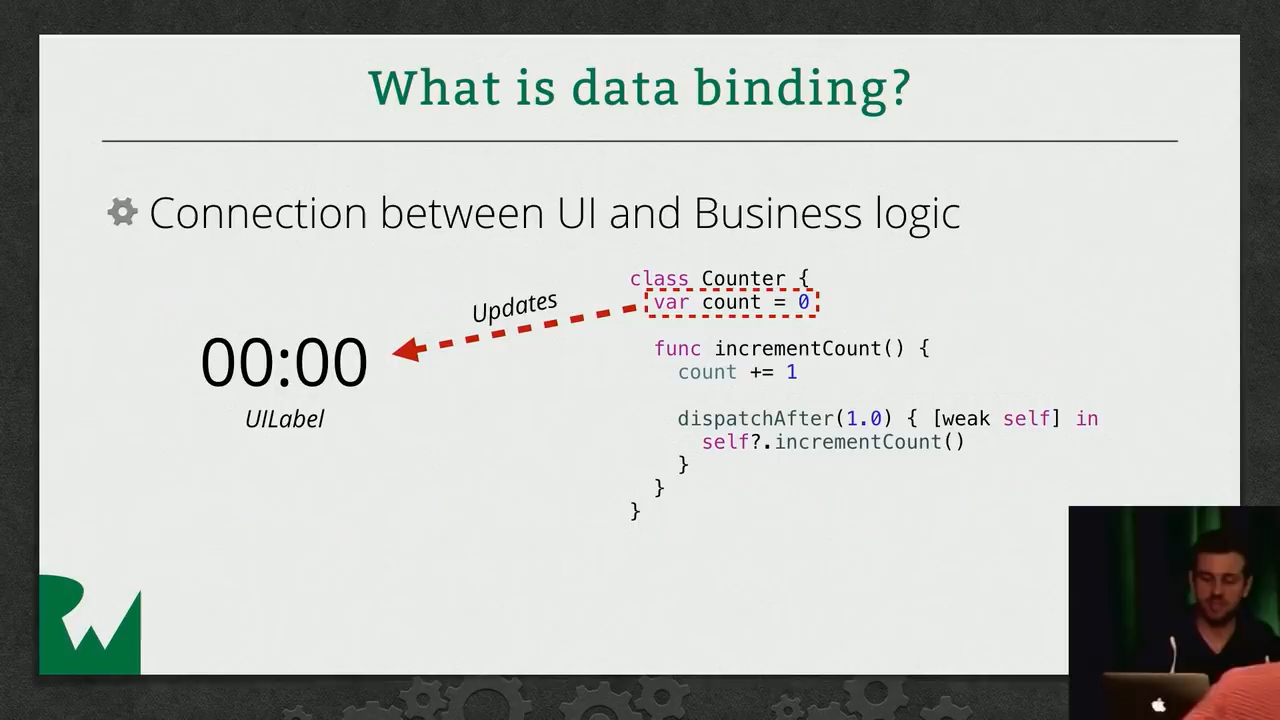 What is data binding?
Connection between UI and Business logic
class Counter {
var count = 0
Updates
func incrementCount() {
00:00
count += 1
UILabel
dispatchAfter(1.0) { [weak self] in
self?.incrementCount()
}
}
}
RW